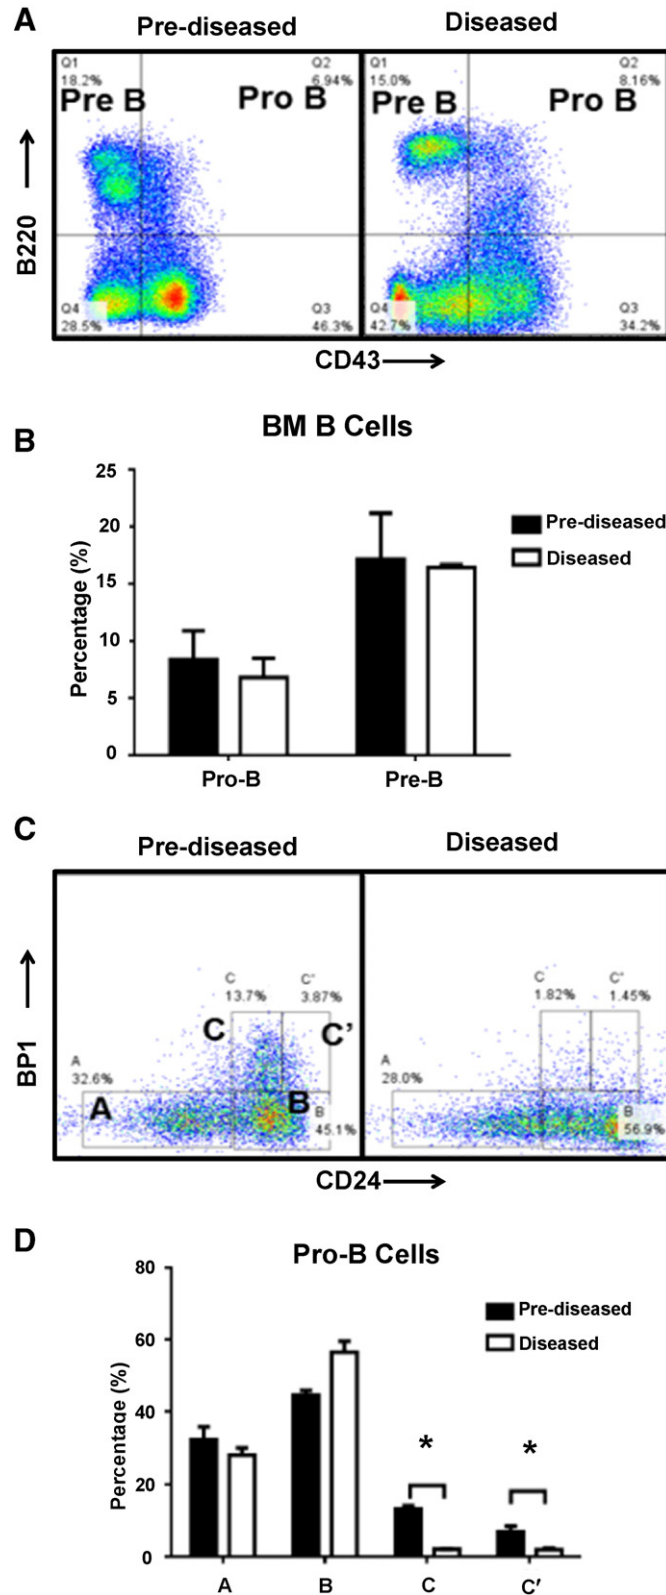 A
Pre-diseased
Diseased
Q1
18.2%
Q2
6.94%
Pre B
Pro B
Q1
15.0%
Q2
8.16%
Pre B
Pro B
B220
Q4
28.5%
Q3
46.3%
Q4
42.7%
Q3
34.2%
CD43
B
BM B Cells
25
20
15
10
5
0
Percentage (%)
Pre-diseased
Diseased
Pro-B
Pre-B
C
Pre-diseased
Diseased
BP1
C
13.7%
C'
3.87%
C
C'
A
32.6%
A
B
B
45.1%
C
1.82%
C'
1.45%
A
28.0%
B
56.9%
CD24
D
Pro-B Cells
80
60
40
20
0
Percentage (%)
Pre-diseased
Diseased
*
*
A
B
C
C'